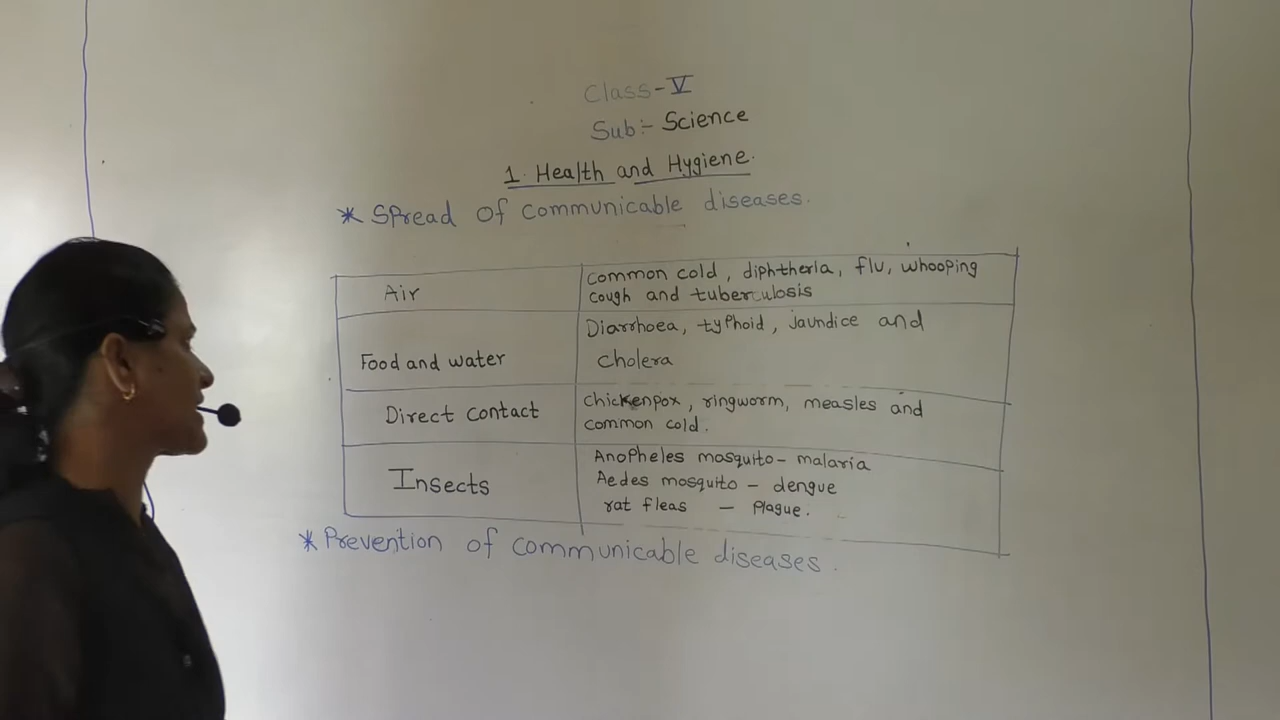 Class-V
Sub:- Science
1. Health and Hygiene.
* Spread of communicable diseases.
Air
common cold, diphtheria, flu, whooping
cough and tuberculosis
Food and water
Diarrhoea, typhoid, jaundice and
cholera
Direct contact
chickenpox, ringworm, measles and
common cold.
Insects
Anopheles mosquito- malaria
Aedes mosquito - dengue
rat fleas - plague.
* Prevention of communicable diseases.